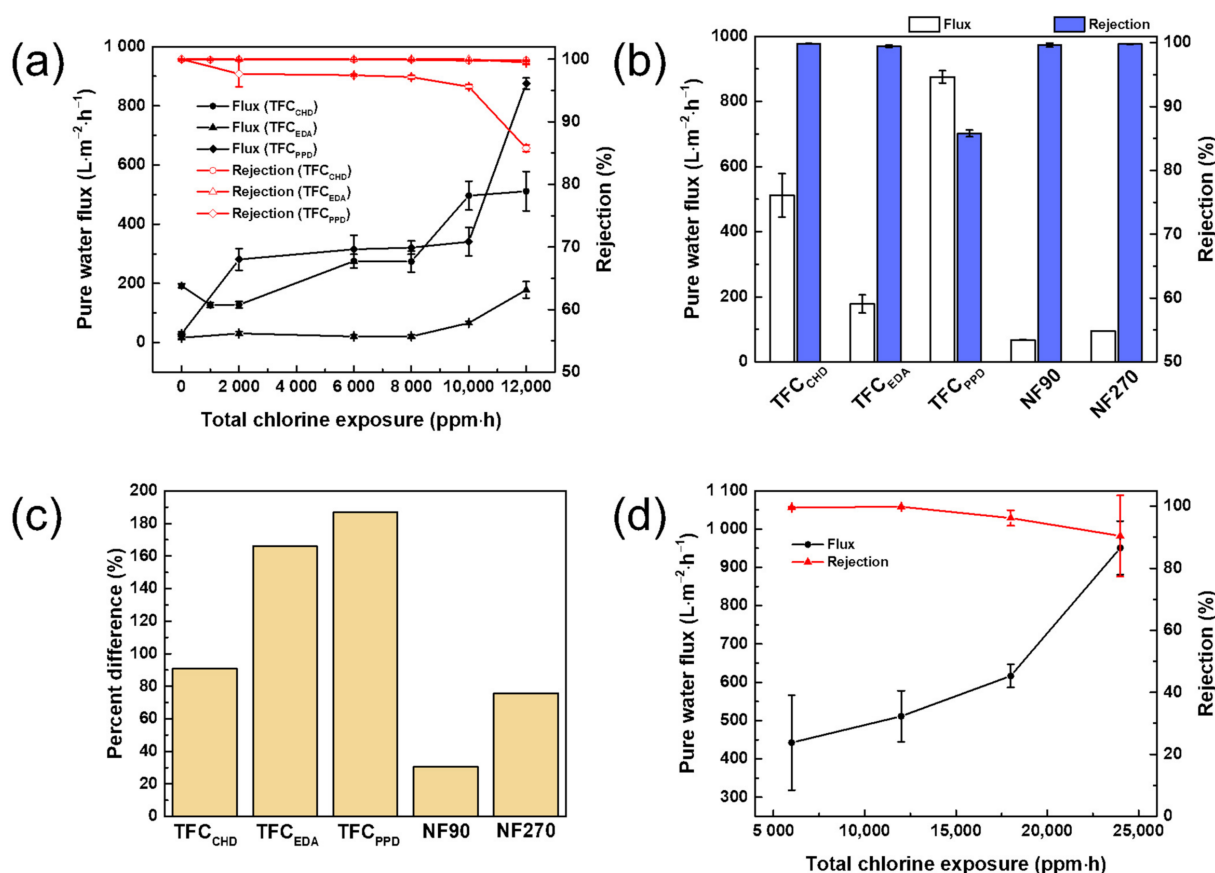 (a)
1 000
900
800
700
600
500
400
300
200
100
0
Pure water flux (L·m⁻²·h⁻¹)
Flux (TFC_CHD)
Flux (TFC_EDA)
Flux (TFC_PPD)
Rejection (TFC_CHD)
Rejection (TFC_EDA)
Rejection (TFC_PPD)
100
90
80
70
60
50
Rejection (%)
0 2 000 4 000 6 000 8 000 10,000 12,000
Total chlorine exposure (ppm·h)
(b)
Flux Rejection
1000
800
600
400
200
0
Pure water flux (L·m⁻²·h⁻¹)
100
90
80
70
60
50
Rejection (%)
TFC_CHD TFC_EDA TFC_PPD NF90 NF270
(c)
200
180
160
140
120
100
80
60
40
20
0
Percent difference (%)
TFC_CHD TFC_EDA TFC_PPD NF90 NF270
(d)
1 100
1 000
900
800
700
600
500
400
300
Pure water flux (L·m⁻²·h⁻¹)
Flux
Rejection
100
80
60
40
20
0
Rejection (%)
5 000 10,000 15,000 20,000 25,000
Total chlorine exposure (ppm·h)